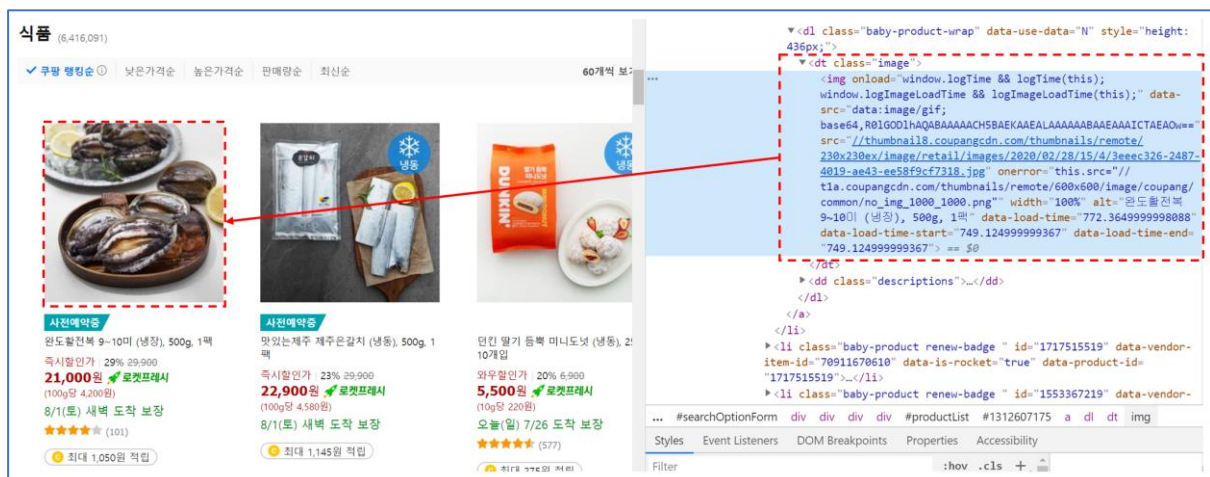 식품 (6,416,091)
✓ 쿠팡 랭킹순 ⓘ 낮은가격순 높은가격순 판매량순 최신순 60개씩 보기
은갈치
냉동
DUNKIN'
딸기 듬뿍
미니도넛
냉동
사전예약중
완도활전복 9~10미 (냉장), 500g, 1팩
즉시할인가 29% 29,900
21,000원 로켓프레시
(100g당 4,200원)
8/1(토) 새벽 도착 보장
(101)
최대 1,050원 적립
사전예약중
맛있는제주 제주은갈치 (냉동), 500g, 1
팩
즉시할인가 23% 29,900
22,900원 로켓프레시
(100g당 4,580원)
8/1(토) 새벽 도착 보장
최대 1,145원 적립
던킨 딸기 듬뿍 미니도넛 (냉동), 25
10개입
와우할인가 20% 6,900
5,500원 로켓프레시
(10g당 220원)
오늘(일) 7/26 도착 보장
(577)
최대 275원 적립
▼<dl class="baby-product-wrap" data-use-data="N" style="height:
436px;">
▼<dt class="image">
... <img onload="window.logTime && logTime(this);
window.logImageLoadTime && logImageLoadTime(this);" data-
src="data:image/gif;
base64,R0lGODlhAQABAAAAACH5BAEKAAEALAAAAAABAAEAAAICTAEAOw=="
src="//thumbnail8.coupangcdn.com/thumbnails/remote/
230x230ex/image/retail/images/2020/02/28/15/4/3eeec326-2487-
4019-ae43-ee58f9cf7318.jpg" onerror="this.src="//
t1a.coupangcdn.com/thumbnails/remote/600x600/image/coupang/
common/no_img_1000_1000.png"" width="100%" alt="완도활전복
9~10미 (냉장), 500g, 1팩" data-load-time="772.3649999998088"
data-load-time-start="749.124999999367" data-load-time-end=
"749.124999999367"> == $0
</dt>
▶<dd class="descriptions">…</dd>
</dl>
</a>
</li>
▶<li class="baby-product renew-badge " id="1717515519" data-vendor-
item-id="70911670610" data-is-rocket="true" data-product-id=
"1717515519">…</li>
▶<li class="baby-product renew-badge " id="1553367219" data-vendor-
... #searchOptionForm div div div div #productList #1312607175 a dl dt img
Styles Event Listeners DOM Breakpoints Properties Accessibility
Filter :hov .cls +